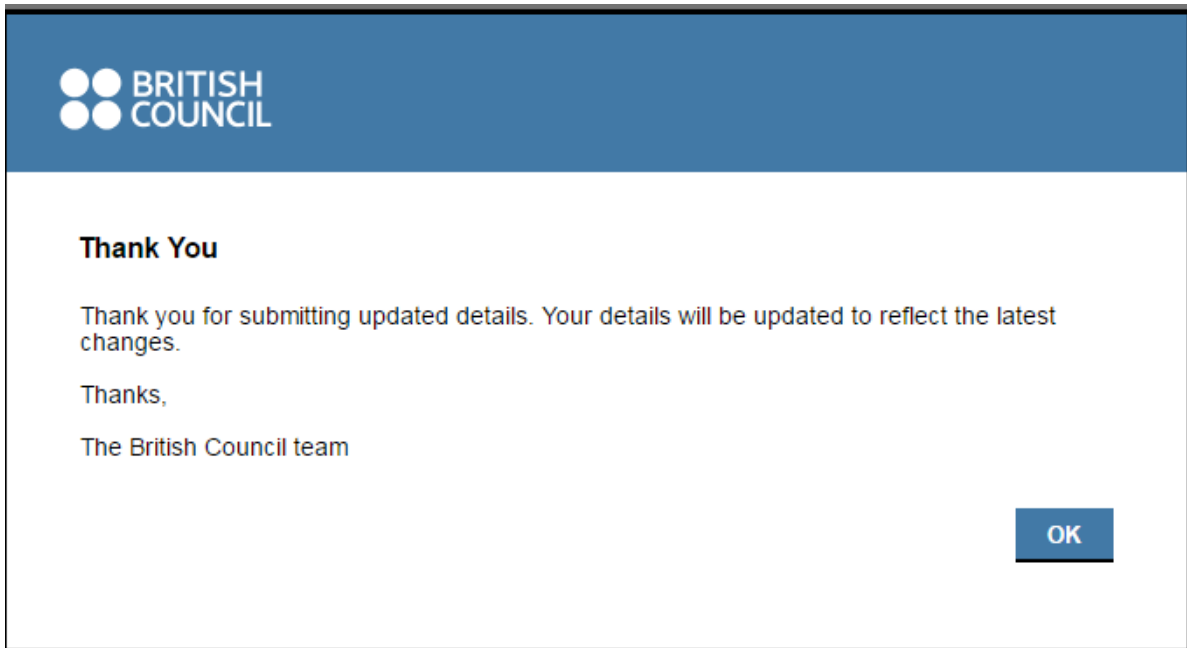 BRITISH
COUNCIL
Thank You
Thank you for submitting updated details. Your details will be updated to reflect the latest
changes.
Thanks,
The British Council team
OK